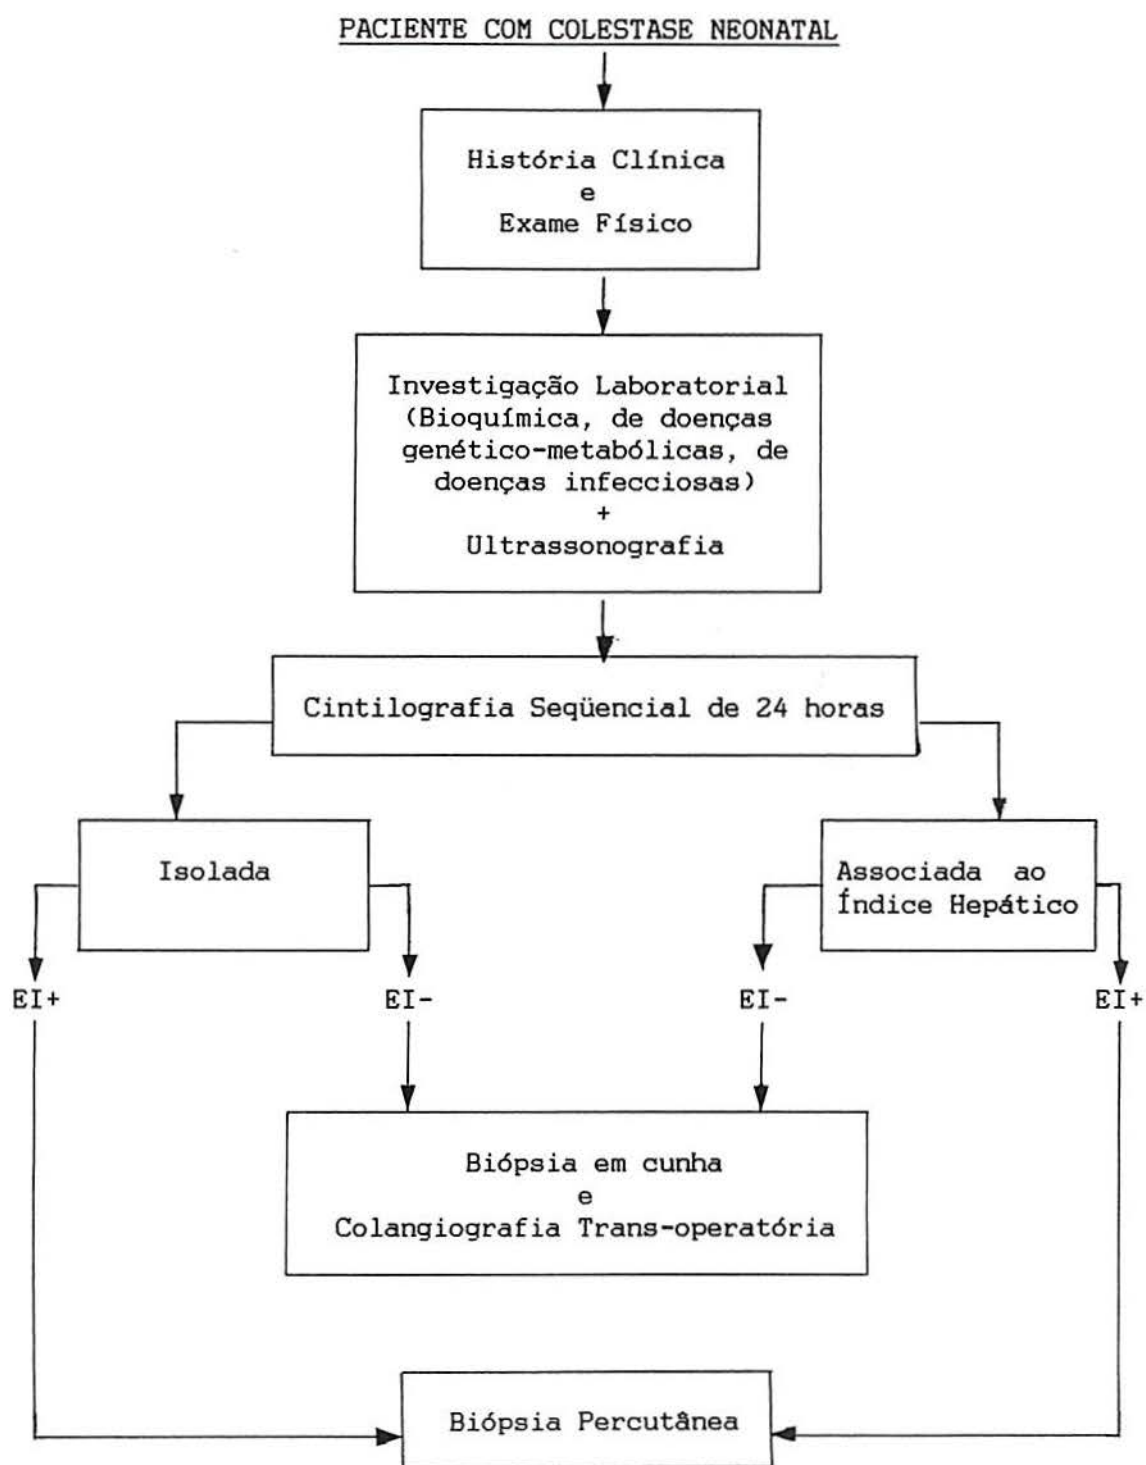 PACIENTE COM COLESTASE NEONATAL
História Clínica
e
Exame Físico
Investigação Laboratorial
(Bioquímica, de doenças
genético-metabólicas, de
doenças infecciosas)
+
Ultrassonografia
Cintilografia Seqüencial de 24 horas
Isolada
Associada ao
Índice Hepático
EI+
EI-
EI-
EI+
Biópsia em cunha
e
Colangiografia Trans-operatória
Biópsia Percutânea